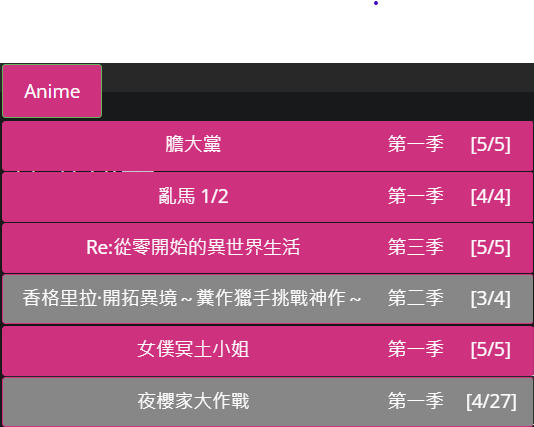 Anime
膽大黨 第一季 [5/5]
亂馬 1/2 第一季 [4/4]
Re:從零開始的異世界生活 第三季 [5/5]
香格里拉·開拓異境～糞作獵手挑戰神作～ 第二季 [3/4]
女僕冥土小姐 第一季 [5/5]
夜櫻家大作戰 第一季 [4/27]